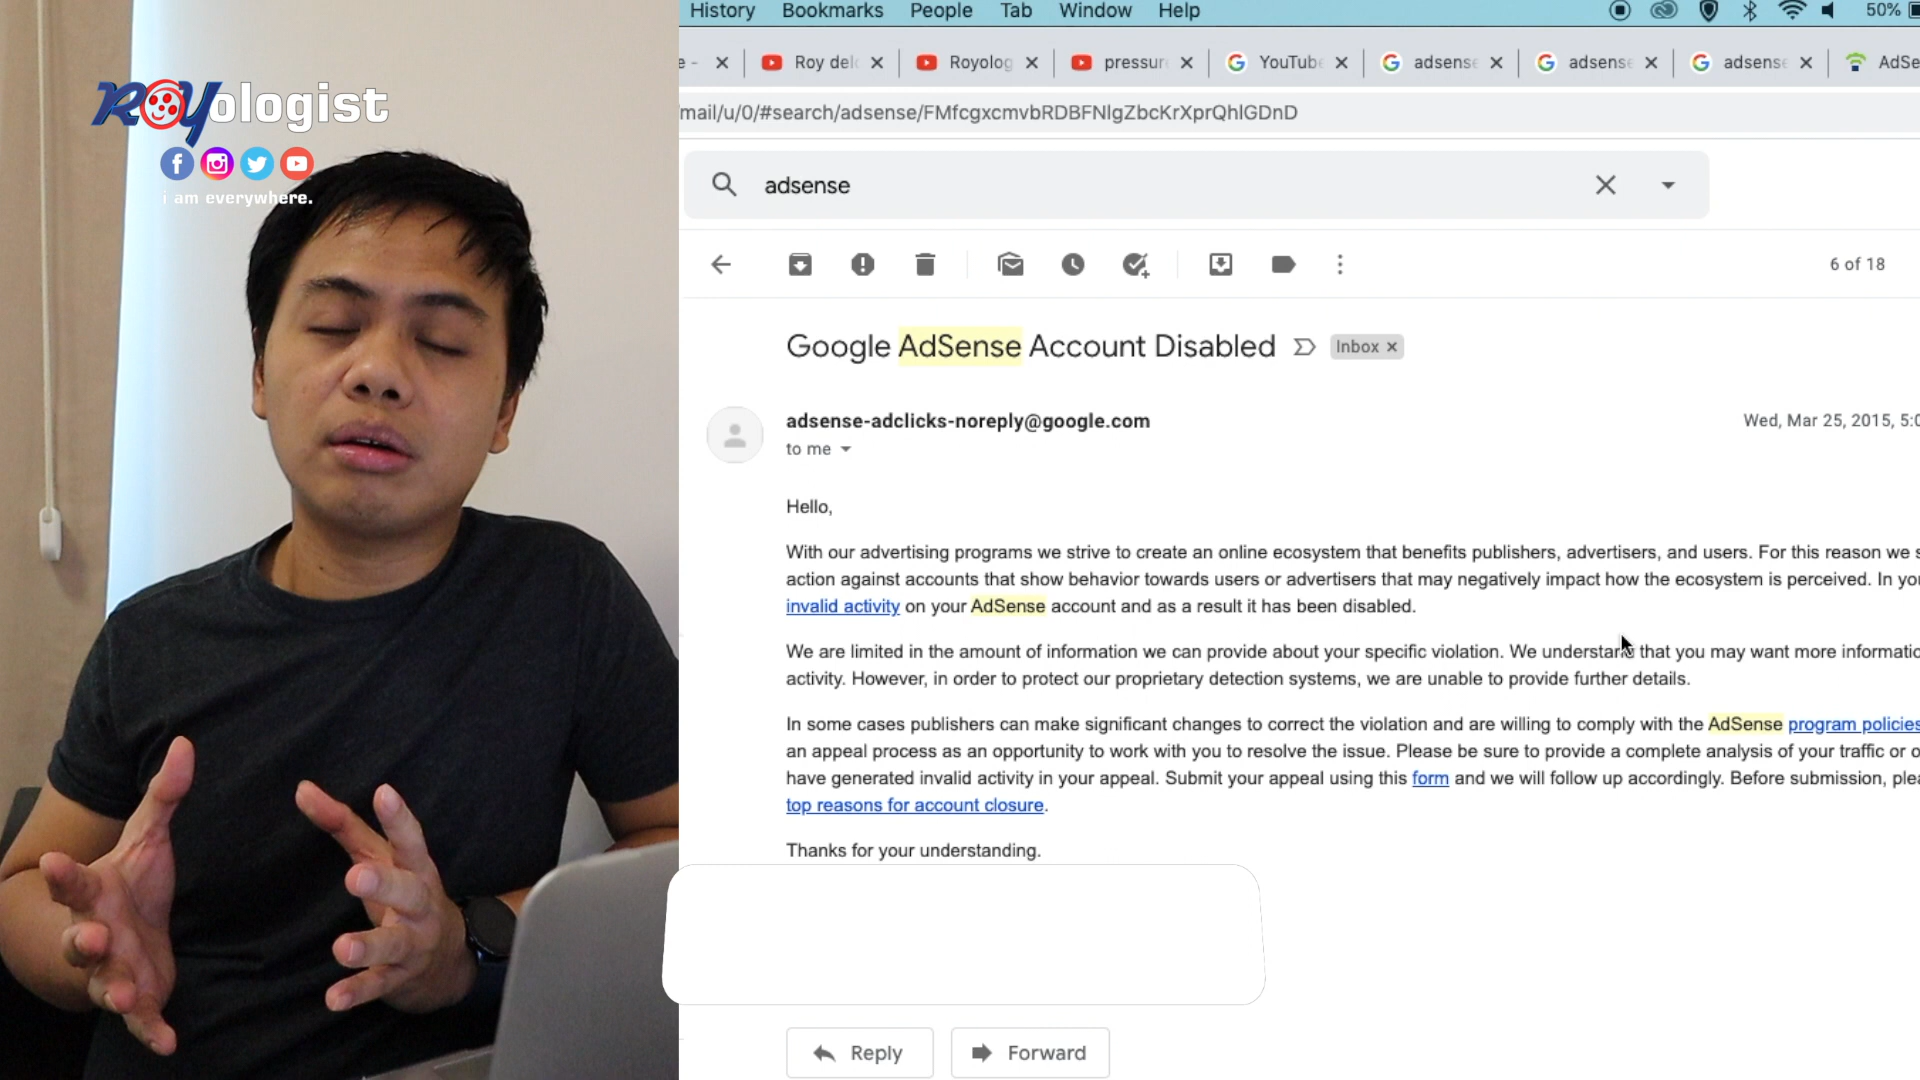 History Bookmarks People Tab Window Help 50%
Roy del Royolog pressur YouTub adsens adsens adsens AdSe
mail/u/0/#search/adsense/FMfcgxcmvbRDBFNlgZbcKrXprQhlGDnD
adsense
6 of 18
Google AdSense Account Disabled Inbox
adsense-adclicks-noreply@google.com Wed, Mar 25, 2015, 5:0
to me
Hello,
With our advertising programs we strive to create an online ecosystem that benefits publishers, advertisers, and users. For this reason we s
action against accounts that show behavior towards users or advertisers that may negatively impact how the ecosystem is perceived. In you
invalid activity on your AdSense account and as a result it has been disabled.
We are limited in the amount of information we can provide about your specific violation. We understand that you may want more informatio
activity. However, in order to protect our proprietary detection systems, we are unable to provide further details.
In some cases publishers can make significant changes to correct the violation and are willing to comply with the AdSense program policies
an appeal process as an opportunity to work with you to resolve the issue. Please be sure to provide a complete analysis of your traffic or o
have generated invalid activity in your appeal. Submit your appeal using this form and we will follow up accordingly. Before submission, plea
top reasons for account closure.
Thanks for your understanding.
Reply Forward
ROYologist
i am everywhere.